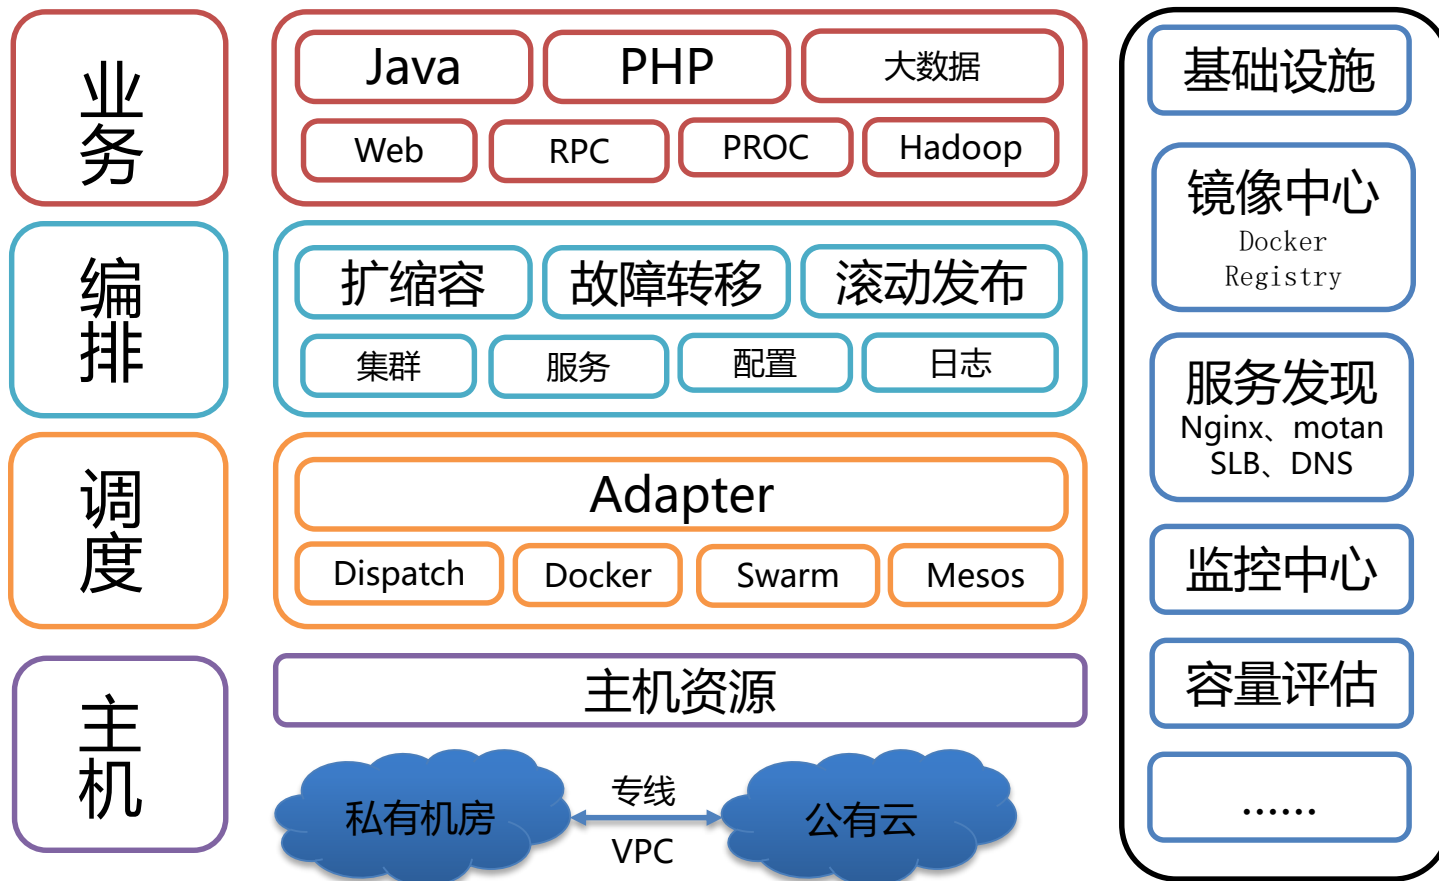 业
务
Java
PHP
大数据
Web
RPC
PROC
Hadoop
编
排
扩缩容
故障转移
滚动发布
集群
服务
配置
日志
调
度
Adapter
Dispatch
Docker
Swarm
Mesos
主
机
主机资源
私有机房
专线
VPC
公有云
基础设施
镜像中心
Docker
Registry
服务发现
Nginx、motan
SLB、DNS
监控中心
容量评估
……